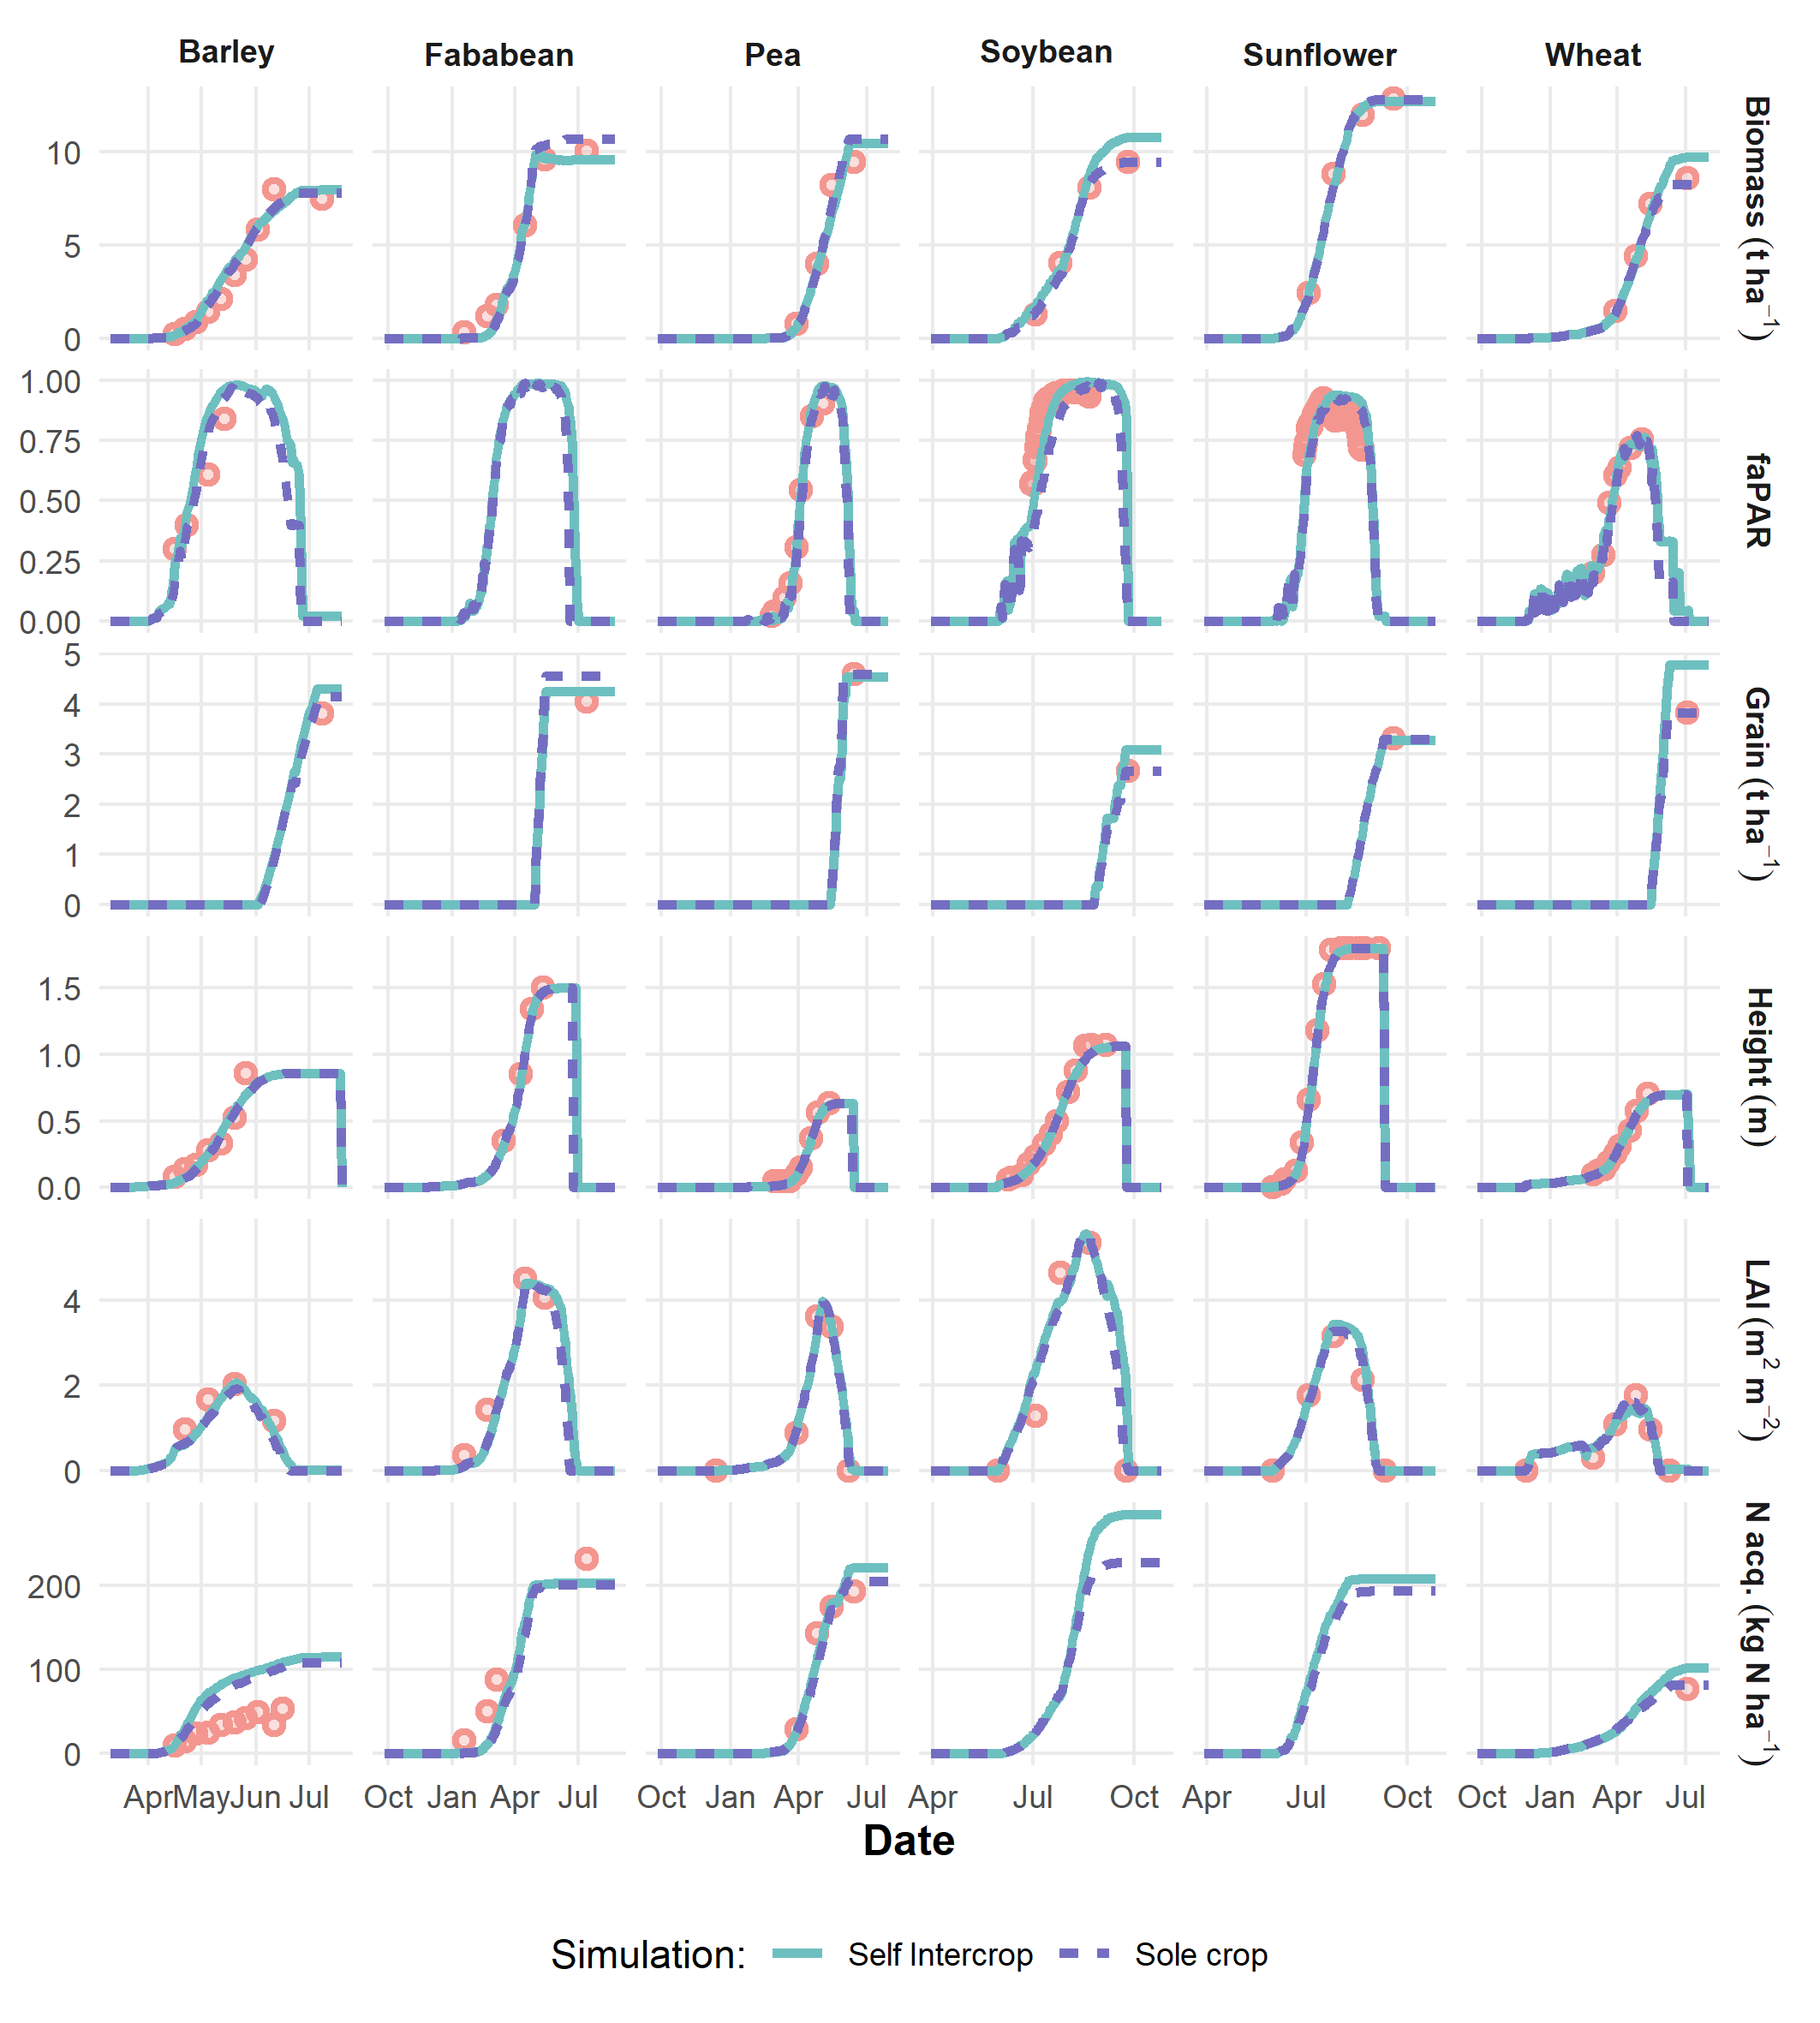 Barley Fababean Pea Soybean Sunflower Wheat
10
5
0
Biomass (t ha⁻¹)
1.00
0.75
0.50
0.25
0.00
faPAR
5
4
3
2
1
0
Grain (t ha⁻¹)
1.5
1.0
0.5
0.0
Height (m)
4
2
0
LAI (m² m⁻²)
200
100
0
N acq. (kg N ha⁻¹)
Apr May Jun Jul Oct Jan Apr Jul Oct Jan Apr Jul Apr Jul Oct Apr Jul Oct Oct Jan Apr Jul
Date
Simulation: Self Intercrop Sole crop